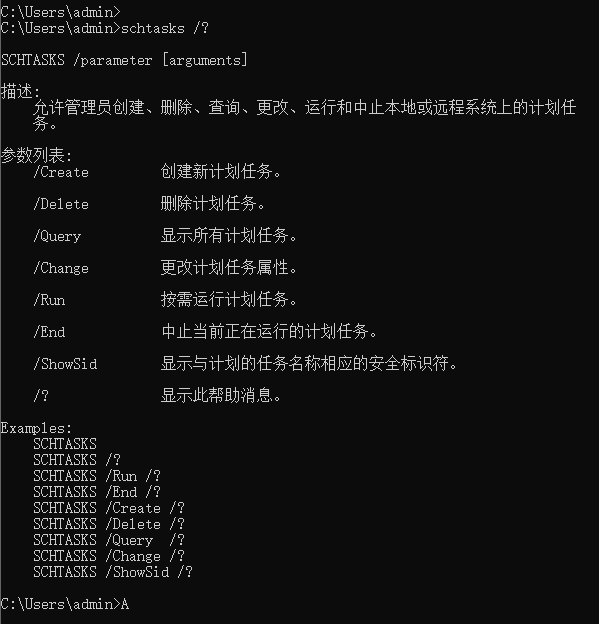 C:\Users\admin>
C:\Users\admin>schtasks /?
SCHTASKS /parameter [arguments]
描述:
允许管理员创建、删除、查询、更改、运行和中止本地或远程系统上的计划任
务。
参数列表:
/Create 创建新计划任务。
/Delete 删除计划任务。
/Query 显示所有计划任务。
/Change 更改计划任务属性。
/Run 按需运行计划任务。
/End 中止当前正在运行的计划任务。
/ShowSid 显示与计划的任务名称相应的安全标识符。
/? 显示此帮助消息。
Examples:
SCHTASKS
SCHTASKS /?
SCHTASKS /Run /?
SCHTASKS /End /?
SCHTASKS /Create /?
SCHTASKS /Delete /?
SCHTASKS /Query  /?
SCHTASKS /Change /?
SCHTASKS /ShowSid /?
C:\Users\admin>A